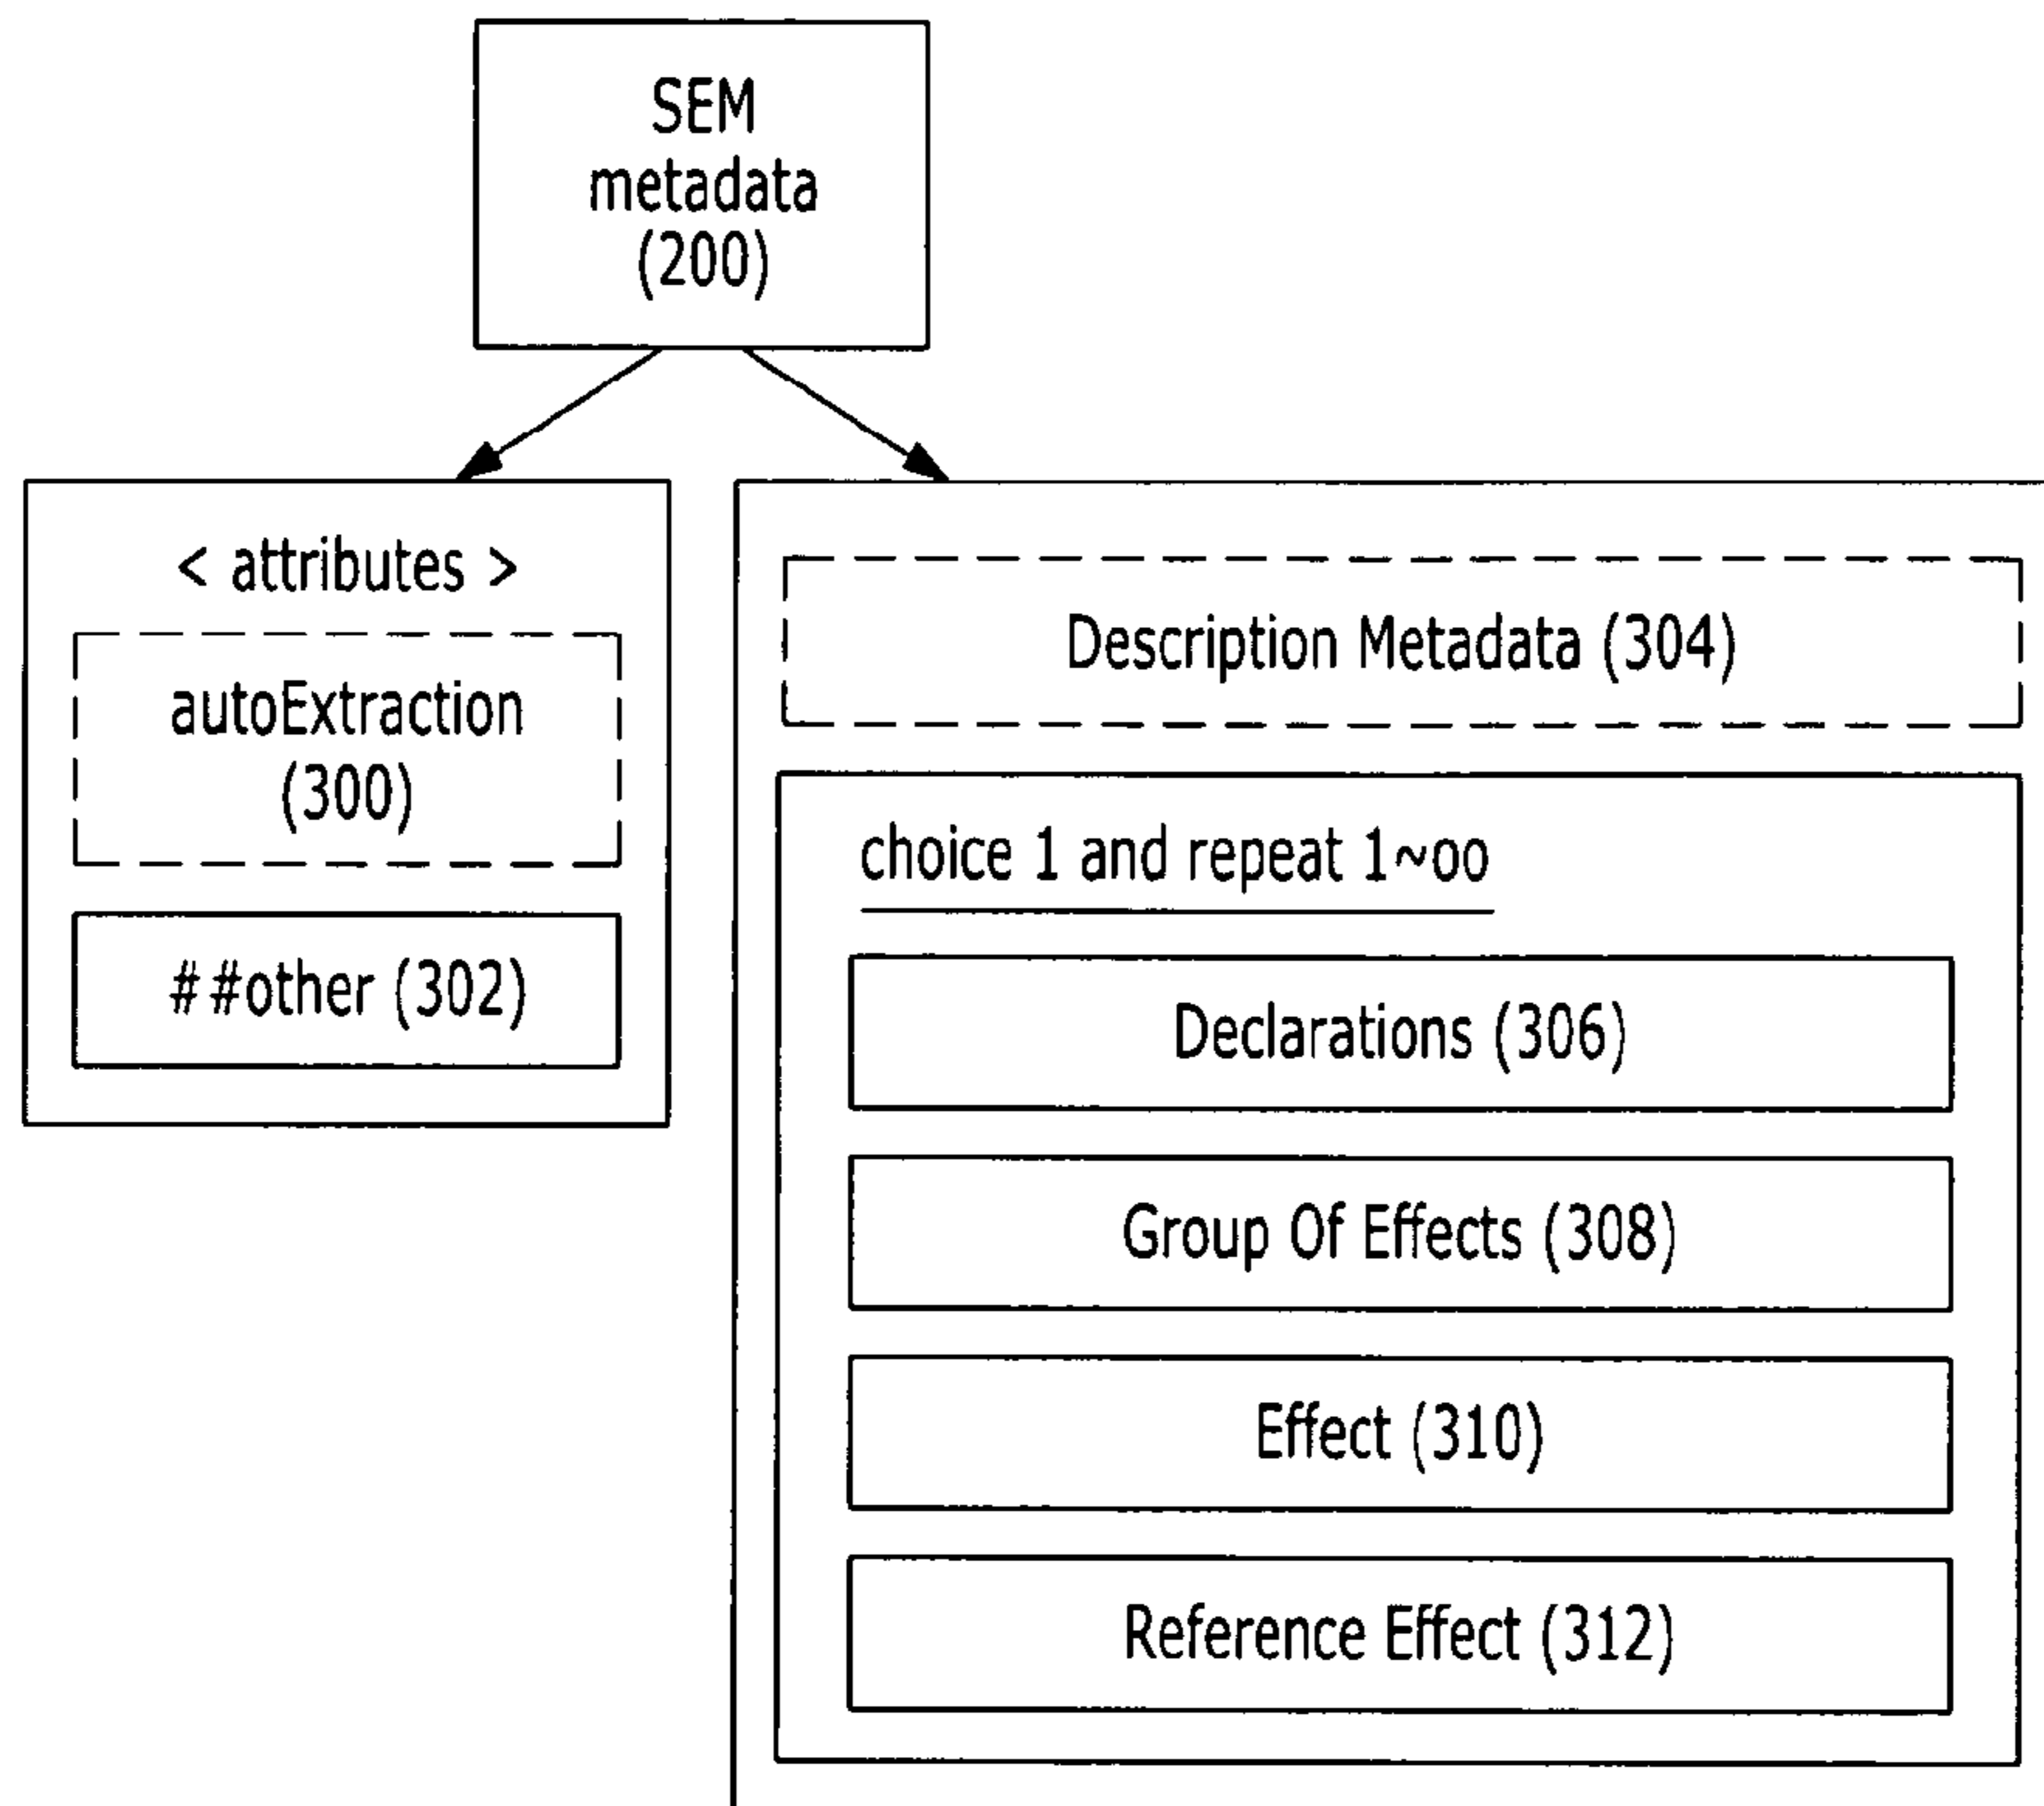 SEM
metadata
(200)
< attributes >
autoExtraction
(300)
##other (302)
Description Metadata (304)
choice 1 and repeat 1~oo
Declarations (306)
Group Of Effects (308)
Effect (310)
Reference Effect (312)